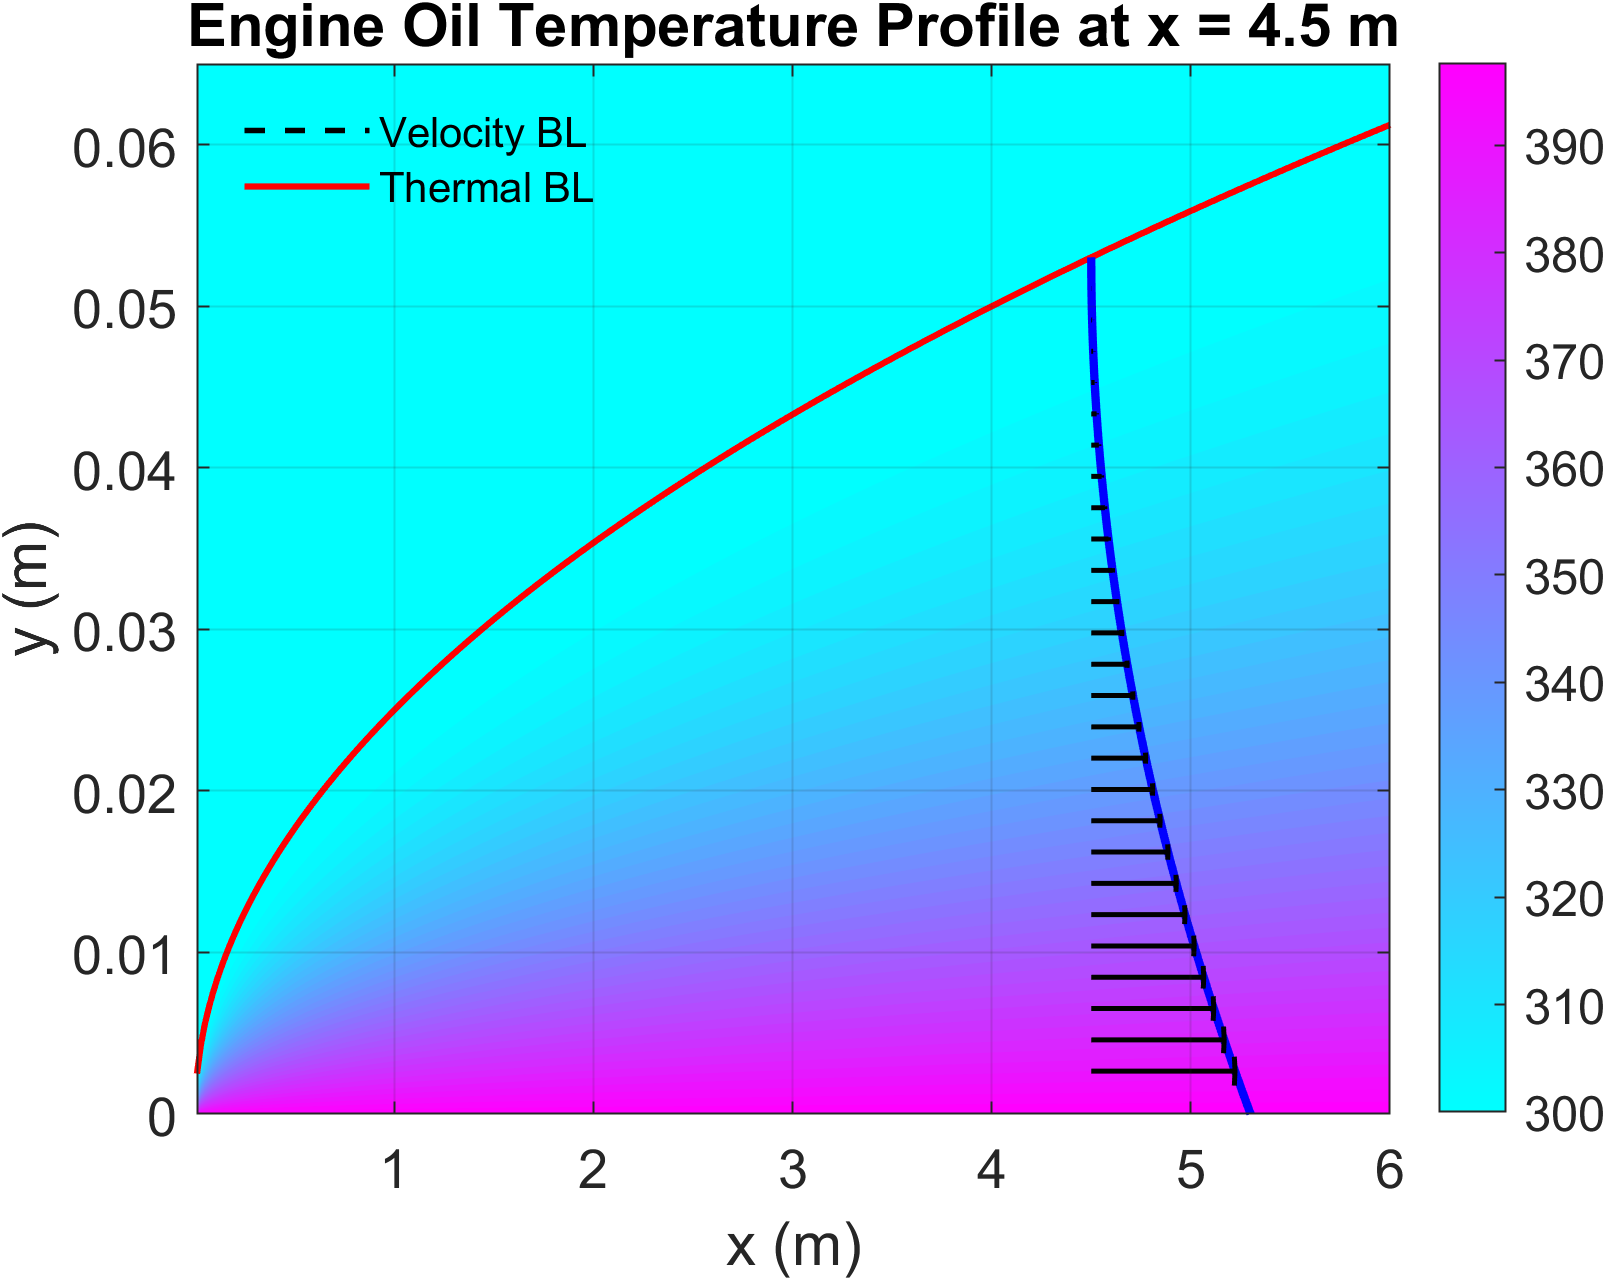 Engine Oil Temperature Profile at x = 4.5 m
Velocity BL
Thermal BL
0.06
0.05
0.04
0.03
0.02
0.01
0
y (m)
1 2 3 4 5 6
x (m)
390
380
370
360
350
340
330
320
310
300